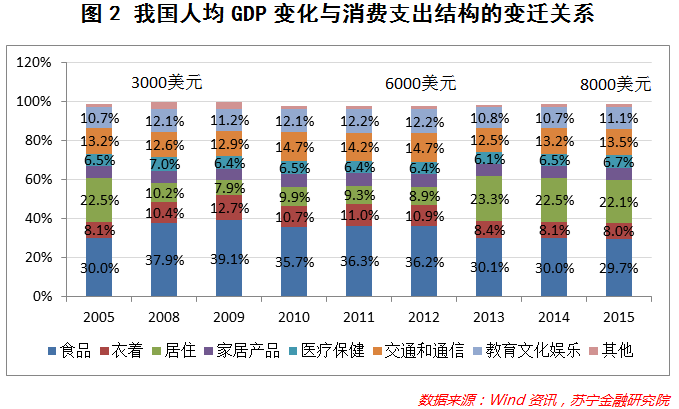 图 2 我国人均 GDP 变化与消费支出结构的变迁关系
120%
3000美元 6000美元 8000美元
100%
10.7% 12.1% 11.2% 12.1% 12.2% 12.2% 10.8% 10.7% 11.1%
80%
13.2% 12.6% 12.9% 14.7% 14.2% 14.7% 12.5% 13.2% 13.5%
6.5% 7.0% 6.4% 6.5% 6.4% 6.4% 6.1% 6.5% 6.7%
60%
22.5% 10.2% 7.9% 9.9% 9.3% 8.9% 23.3% 22.5% 22.1%
40%
8.1% 10.4% 12.7% 10.7% 11.0% 10.9% 8.4% 8.1% 8.0%
20%
30.0% 37.9% 39.1% 35.7% 36.3% 36.2% 30.1% 30.0% 29.7%
0%
2005 2008 2009 2010 2011 2012 2013 2014 2015
食品 衣着 居住 家居产品 医疗保健 交通和通信 教育文化娱乐 其他
数据来源：Wind 资讯，苏宁金融研究院